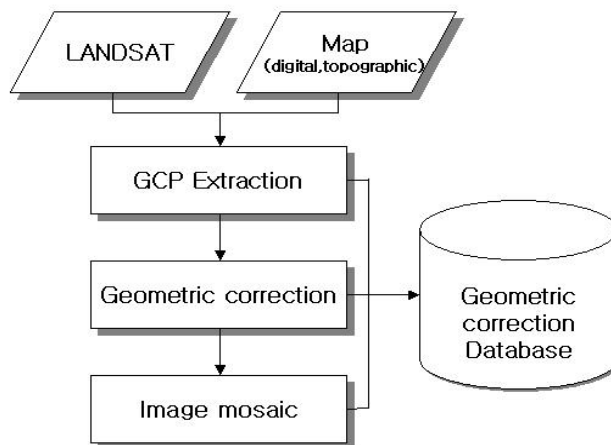 LANDSAT
Map
(digital,topographic)
GCP Extraction
Geometric correction
Geometric
correction
Database
Image mosaic